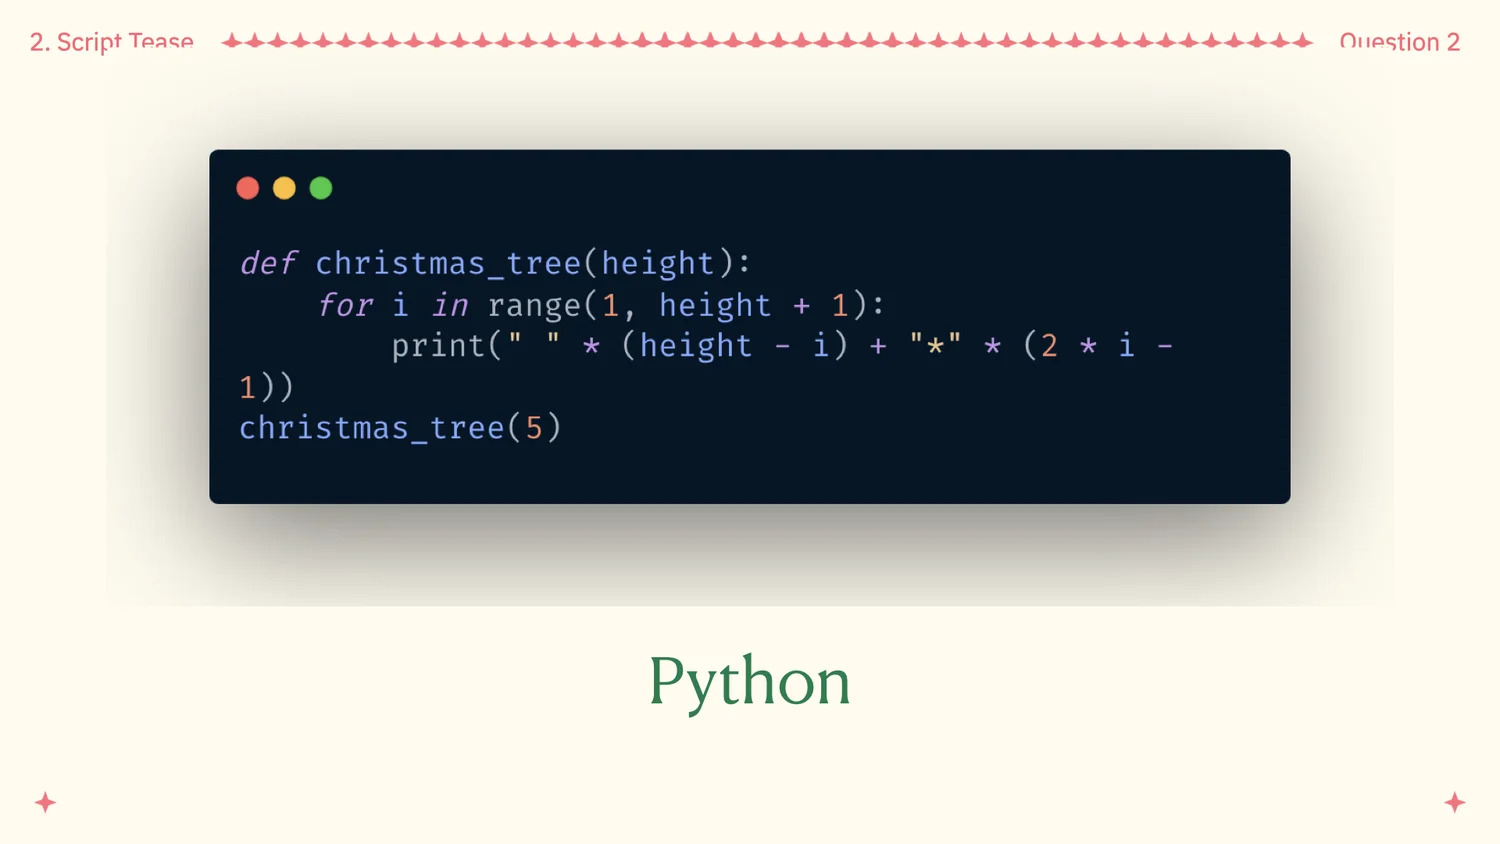 2. Script Tease
Question 2
def christmas_tree(height):
    for i in range(1, height + 1):
        print(" " * (height - i) + "*" * (2 * i -
1))
christmas_tree(5)
Python